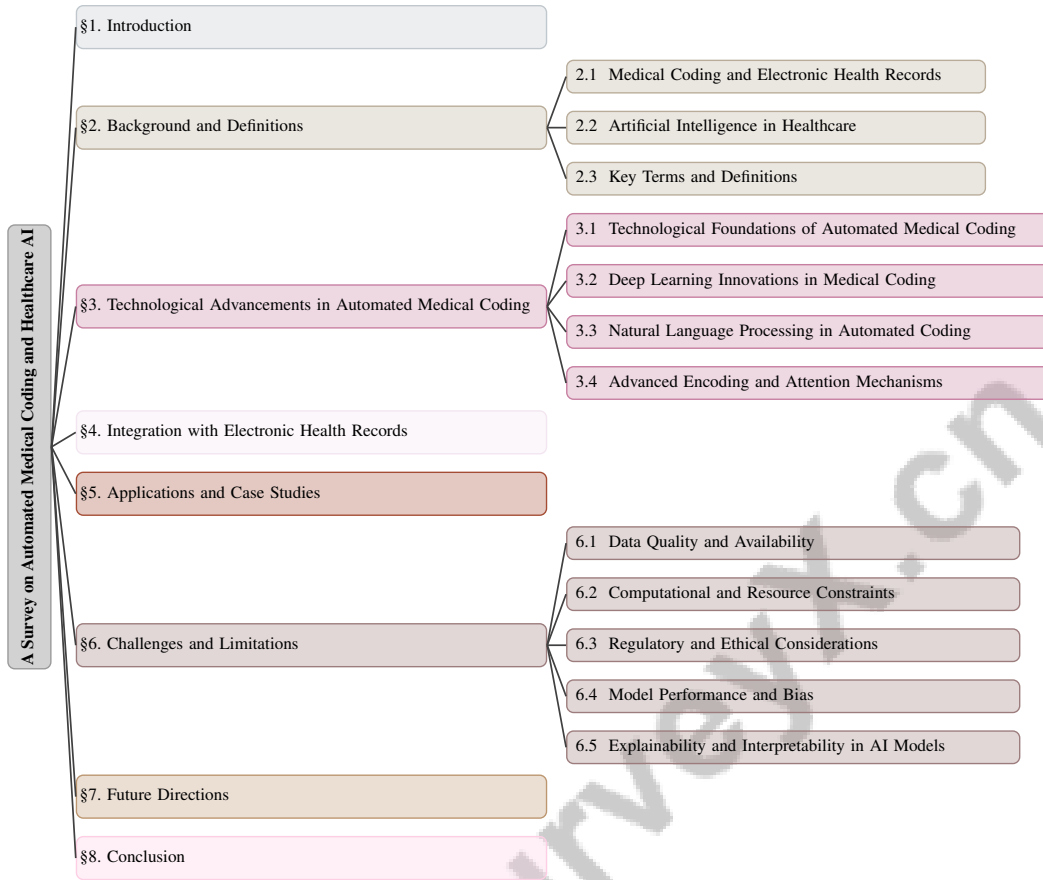 A Survey on Automated Medical Coding and Healthcare AI
§1. Introduction
§2. Background and Definitions
2.1 Medical Coding and Electronic Health Records
2.2 Artificial Intelligence in Healthcare
2.3 Key Terms and Definitions
§3. Technological Advancements in Automated Medical Coding
3.1 Technological Foundations of Automated Medical Coding
3.2 Deep Learning Innovations in Medical Coding
3.3 Natural Language Processing in Automated Coding
3.4 Advanced Encoding and Attention Mechanisms
§4. Integration with Electronic Health Records
§5. Applications and Case Studies
§6. Challenges and Limitations
6.1 Data Quality and Availability
6.2 Computational and Resource Constraints
6.3 Regulatory and Ethical Considerations
6.4 Model Performance and Bias
6.5 Explainability and Interpretability in AI Models
§7. Future Directions
§8. Conclusion
urveyx.cn